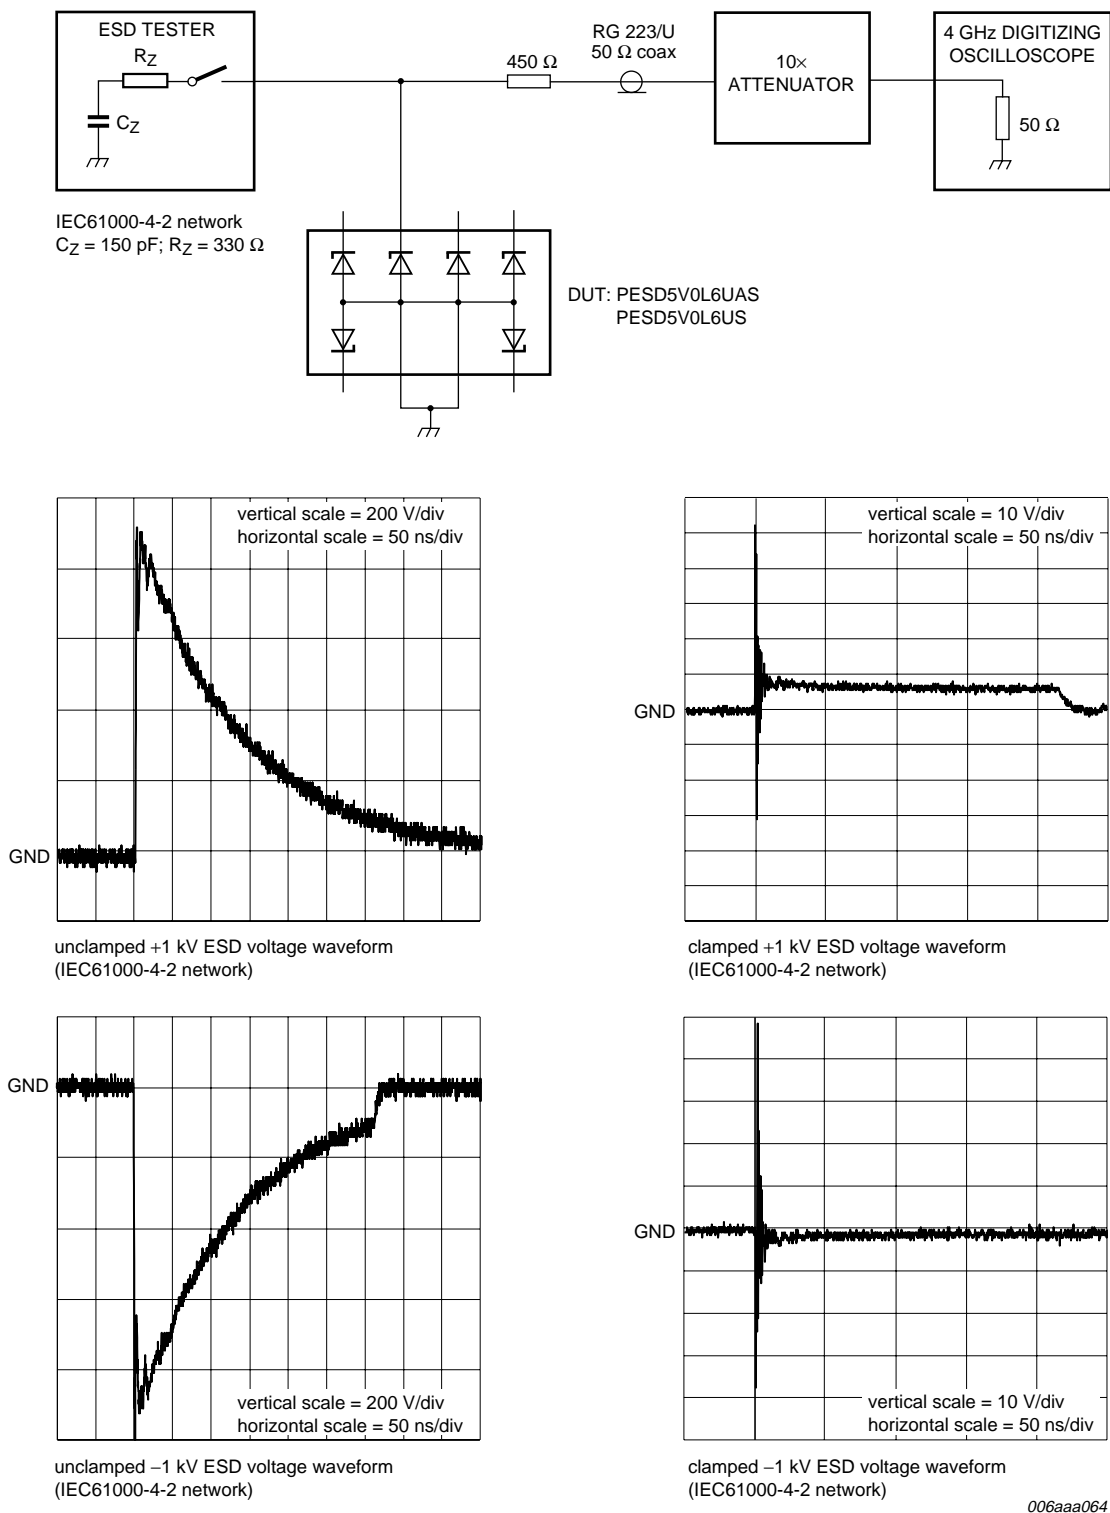 ESD TESTER
RZ
CZ
450 Ω
RG 223/U
50 Ω coax
10×
ATTENUATOR
4 GHz DIGITIZING
OSCILLOSCOPE
50 Ω
IEC61000-4-2 network
CZ = 150 pF; RZ = 330 Ω
DUT: PESD5V0L6UAS
PESD5V0L6US
vertical scale = 200 V/div
horizontal scale = 50 ns/div
GND
unclamped +1 kV ESD voltage waveform
(IEC61000-4-2 network)
vertical scale = 10 V/div
horizontal scale = 50 ns/div
GND
clamped +1 kV ESD voltage waveform
(IEC61000-4-2 network)
GND
vertical scale = 200 V/div
horizontal scale = 50 ns/div
unclamped −1 kV ESD voltage waveform
(IEC61000-4-2 network)
GND
vertical scale = 10 V/div
horizontal scale = 50 ns/div
clamped −1 kV ESD voltage waveform
(IEC61000-4-2 network)
006aaa064